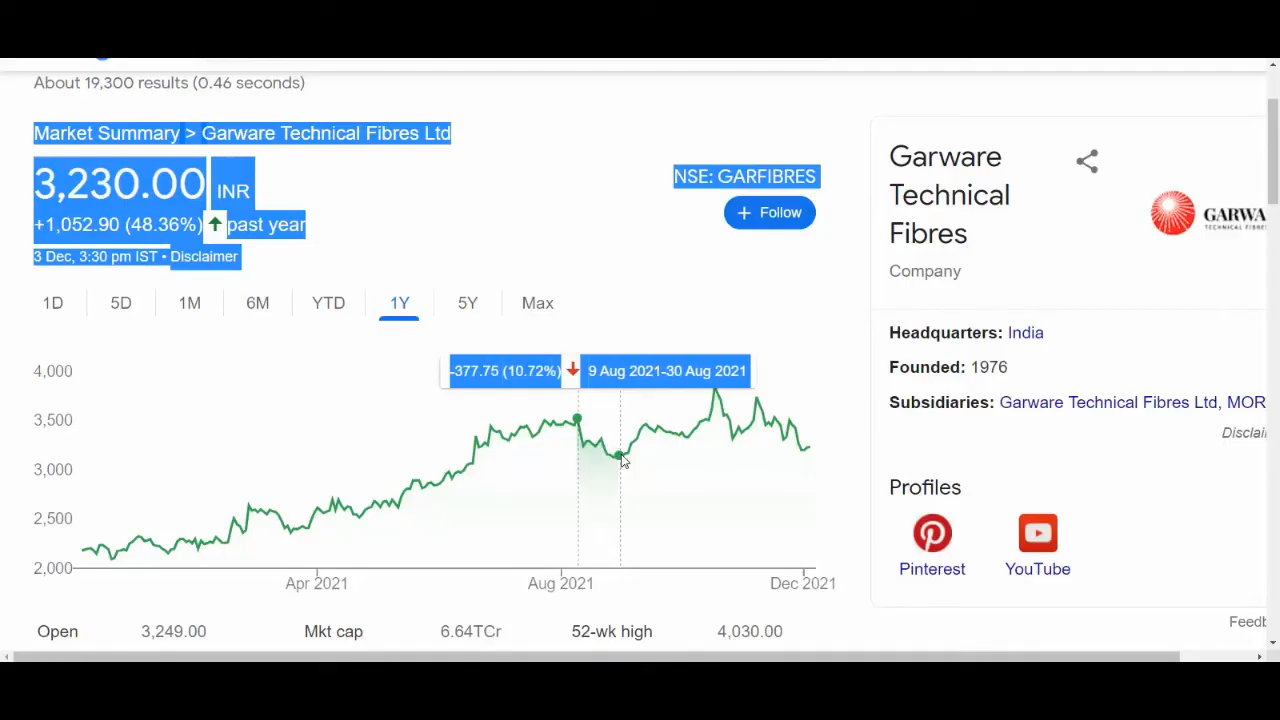 About 19,300 results (0.46 seconds)
Market Summary > Garware Technical Fibres Ltd
3,230.00 INR
+1,052.90 (48.36%) past year
3 Dec, 3:30 pm IST • Disclaimer
NSE: GARFIBRES
+ Follow
1D 5D 1M 6M YTD 1Y 5Y Max
-377.75 (10.72%) 9 Aug 2021-30 Aug 2021
4,000
3,500
3,000
2,500
2,000
Apr 2021 Aug 2021 Dec 2021
Open 3,249.00 Mkt cap 6.64TCr 52-wk high 4,030.00
Garware
Technical
Fibres
Company
GARWA
TECHNICAL FIBRES
Headquarters: India
Founded: 1976
Subsidiaries: Garware Technical Fibres Ltd, MOR
Disclai
Profiles
Pinterest YouTube
Feedb